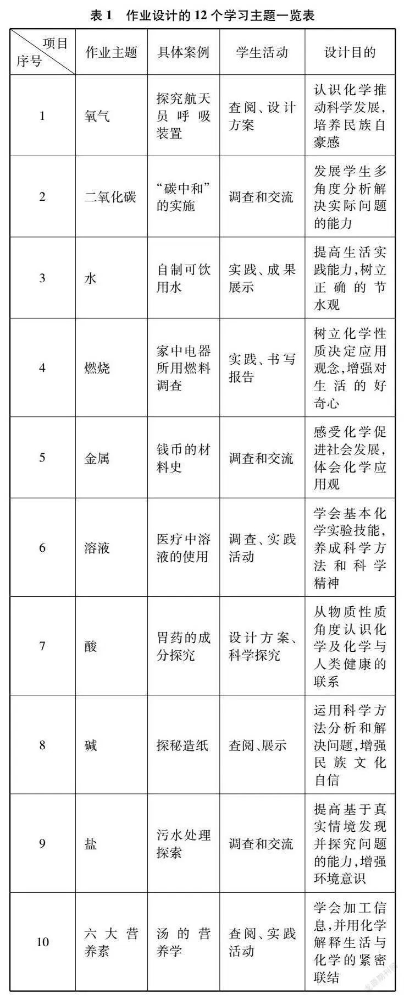 表 1 作业设计的 12 个学习主题一览表
项目
序号
作业主题
具体案例
学生活动
设计目的
1
氧气
探究航天
员呼吸
装置
查阅、设计
方案
认识化学推
动科学发展,
培养民族自
豪感
2
二氧化碳
“碳中和”
的实施
调查和交流
发展学生多
角度分析解
决实际问题
的能力
3
水
自制可饮
用水
实践、成果
展示
提高生活实
践能力,树立
正确的节
水观
4
燃烧
家中电器
所用燃料
调查
实践、书写
报告
树立化学性
质决定应用
观念,增强对
生活的好
奇心
5
金属
钱币的材
料史
调查和交流
感受化学促
进社会发展,
体会化学应
用观
6
溶液
医疗中溶
液的使用
调查、实践
活动
学会基本化
学实验技能,
养成科学方
法和科学
精神
7
酸
胃药的成
分探究
设计方案、
科学探究
从物质性质
角度认识化
学及化学与
人类健康的
联系
8
碱
探秘造纸
查阅、展示
运用科学方
法分析和解
决问题,增强
民族文化
自信
9
盐
污水处理
探索
调查和交流
提高基于真
实情境发现
并探究问题
的能力,增强
环境意识
10
六大营
养素
汤的营
养学
查阅、实践
活动
学会加工信
息,并用化学
解释生活与
化学的紧密
联结